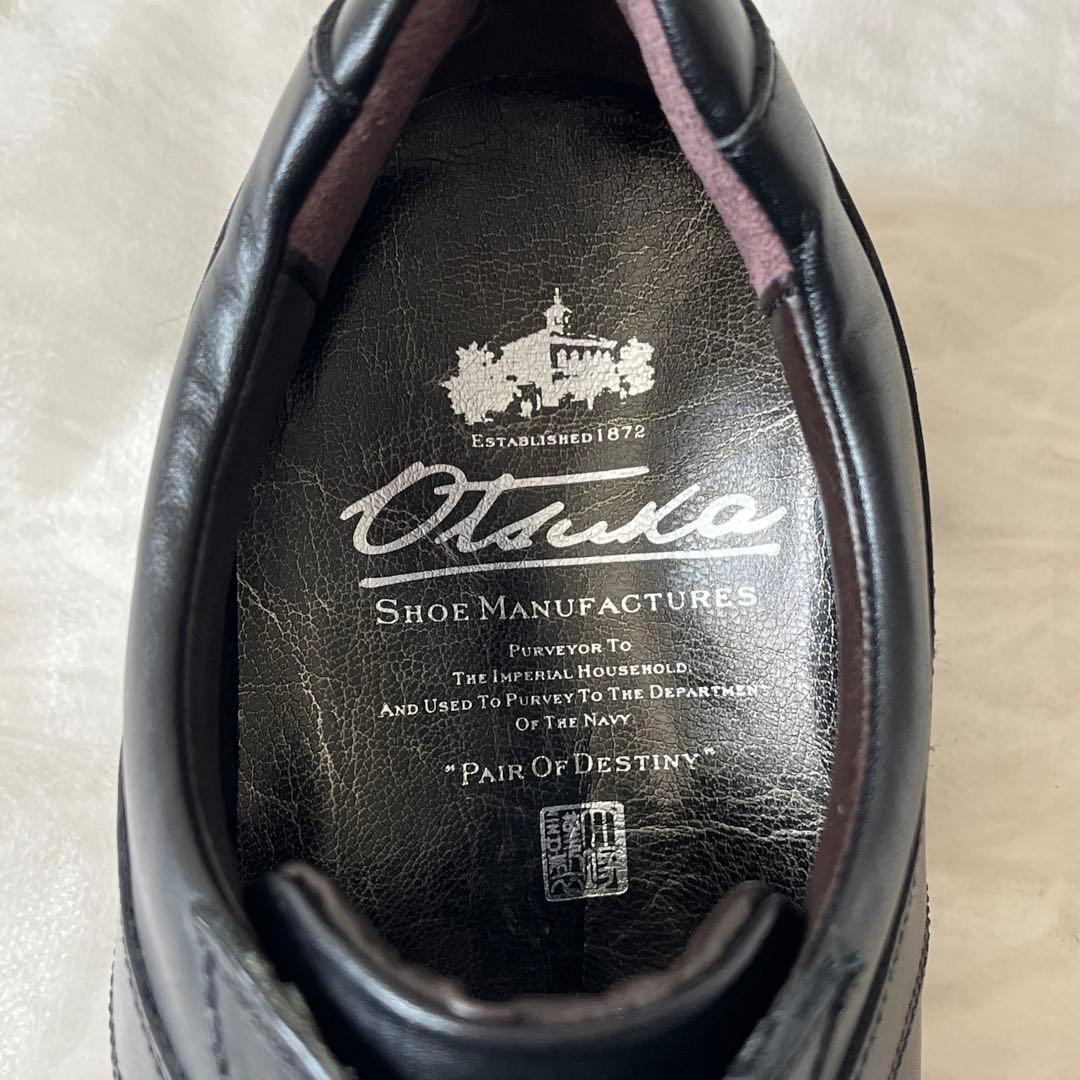 ESTABLISHED 1872
Otsuka
SHOE MANUFACTURES
PURVEYOR TO
THE IMPERIAL HOUSEHOLD,
AND USED TO PURVEY TO THE DEPARTMENT
OF THE NAVY
"PAIR OF DESTINY"